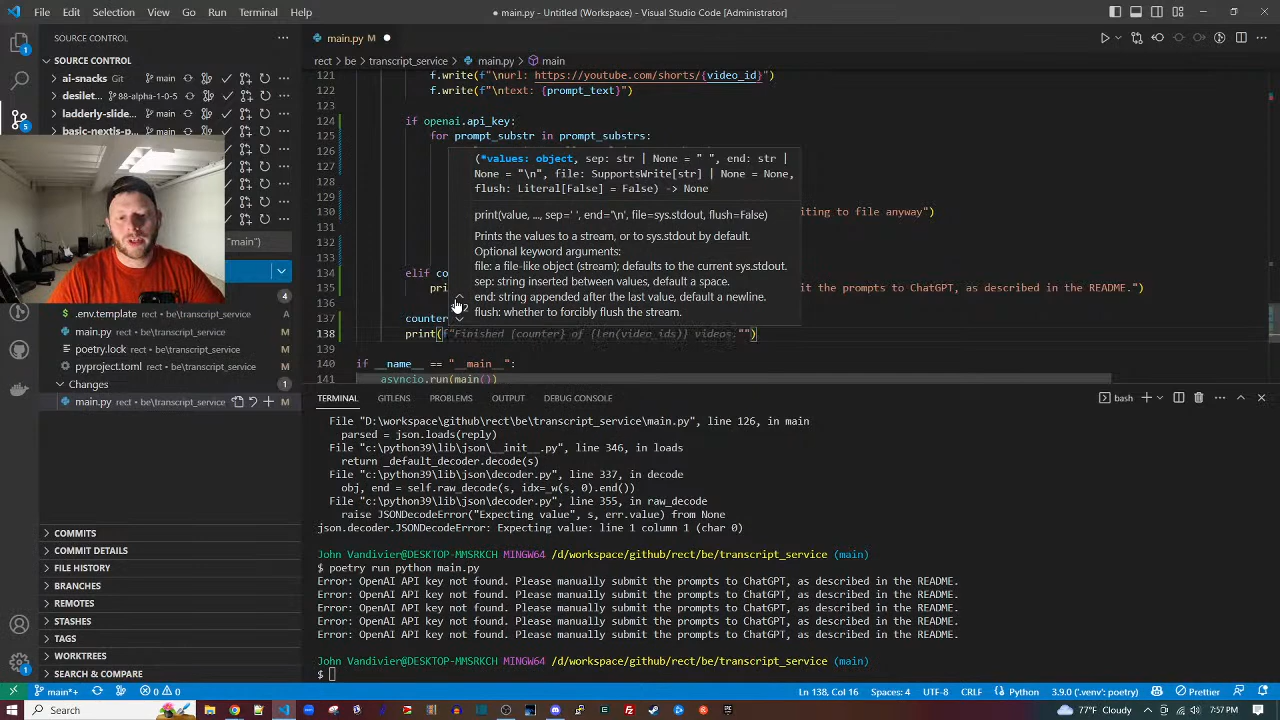 File Edit Selection View Go Run Terminal Help
● main.py - Untitled (Workspace) - Visual Studio Code [Administrator]
SOURCE CONTROL
main.py M
rect > be > transcript_service > main.py > main
SOURCE CONTROL
ai-snacks Git main
desilet... 88-alpha-1-0-5
ladderly-slide... main
basic-nextjs-p... main
"main")
4
.env.template M
main.py rect • be\transcript_service M
poetry.lock rect • be\transcript_service M
pyproject.toml rect • be\transcript_service M
Changes 1
main.py rect • be\transcript_service M
COMMITS
COMMIT DETAILS
FILE HISTORY
BRANCHES
REMOTES
STASHES
TAGS
WORKTREES
SEARCH & COMPARE
121 f.write(f"\nurl: https://youtube.com/shorts/{video_id}")
122 f.write(f"\ntext: {prompt_text}")
123
124 if openai.api_key:
125 for prompt_substr in prompt_substrs:
126
127
128
129
130 iting to file anyway")
131
132
133
134 elif co
135 pri it the prompts to ChatGPT, as described in the README.")
136
137 counter
138 print(f"Finished {counter} of {len(video_ids)} videos."")
139
140 if __name__ == "__main__":
141 asyncio.run(main())
(*values: object, sep: str | None = " ", end: str |
None = "\n", file: SupportsWrite[str] | None = None,
flush: Literal[False] = False) -> None
print(value, ..., sep=' ', end='\n', file=sys.stdout, flush=False)
Prints the values to a stream, or to sys.stdout by default.
Optional keyword arguments:
file: a file-like object (stream); defaults to the current sys.stdout.
sep: string inserted between values, default a space.
end: string appended after the last value, default a newline.
flush: whether to forcibly flush the stream.
TERMINAL GITLENS PROBLEMS OUTPUT DEBUG CONSOLE
bash
File "D:\workspace\github\rect\be\transcript_service\main.py", line 126, in main
parsed = json.loads(reply)
File "c:\python39\lib\json\__init__.py", line 346, in loads
return _default_decoder.decode(s)
File "c:\python39\lib\json\decoder.py", line 337, in decode
obj, end = self.raw_decode(s, idx=_w(s, 0).end())
File "c:\python39\lib\json\decoder.py", line 355, in raw_decode
raise JSONDecodeError("Expecting value", s, err.value) from None
json.decoder.JSONDecodeError: Expecting value: line 1 column 1 (char 0)
John Vandivier@DESKTOP-MMSRKCH MINGW64 /d/workspace/github/rect/be/transcript_service (main)
$ poetry run python main.py
Error: OpenAI API key not found. Please manually submit the prompts to ChatGPT, as described in the README.
Error: OpenAI API key not found. Please manually submit the prompts to ChatGPT, as described in the README.
Error: OpenAI API key not found. Please manually submit the prompts to ChatGPT, as described in the README.
Error: OpenAI API key not found. Please manually submit the prompts to ChatGPT, as described in the README.
Error: OpenAI API key not found. Please manually submit the prompts to ChatGPT, as described in the README.
John Vandivier@DESKTOP-MMSRKCH MINGW64 /d/workspace/github/rect/be/transcript_service (main)
$
main*+ 0 0
Ln 138, Col 16 Spaces: 4 UTF-8 CRLF Python 3.9.0 ('.venv': poetry) Prettier
Search
77°F Cloudy 7:57 PM